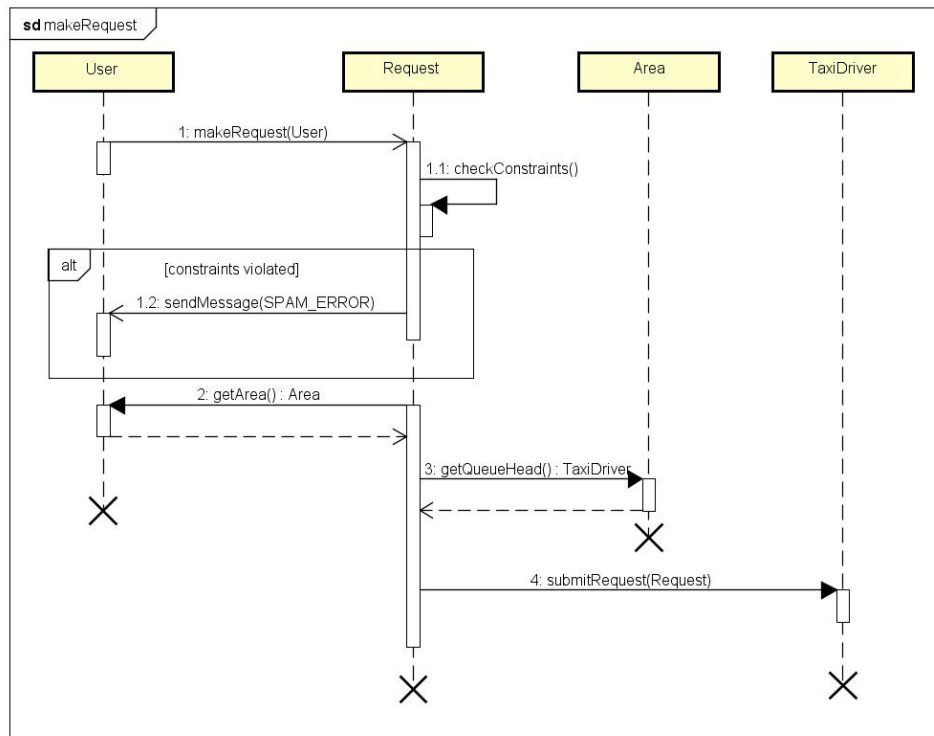 sd makeRequest
User
Request
Area
TaxiDriver
1: makeRequest(User)
1.1: checkConstraints()
alt
[constraints violated]
1.2: sendMessage(SPAM_ERROR)
2: getArea() : Area
3: getQueueHead() : TaxiDriver
4: submitRequest(Request)